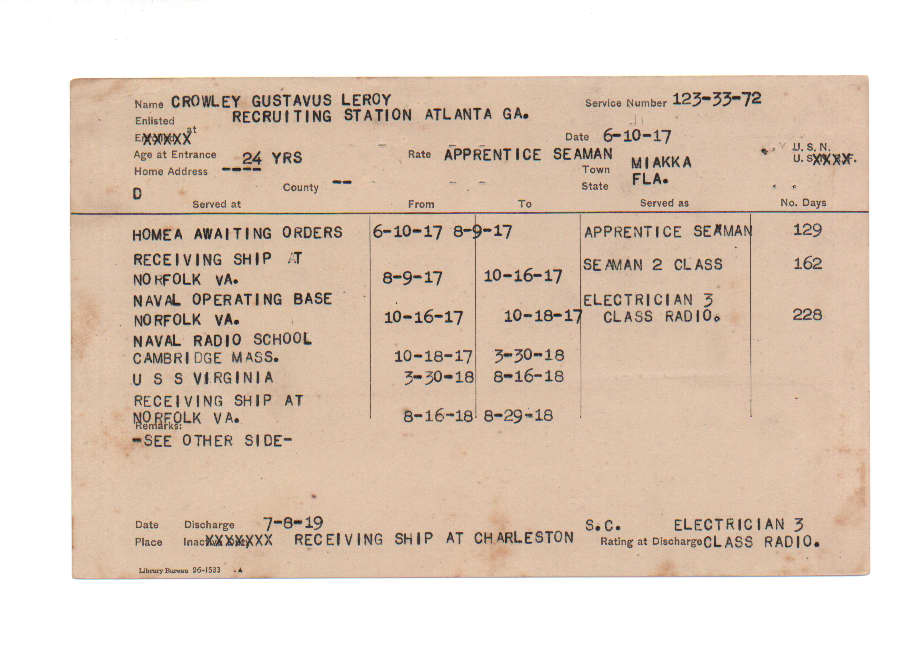 Name CROWLEY GUSTAVUS LEROY Service Number 123-33-72
Enlisted at RECRUITING STATION ATLANTA GA.
XXXXX Date 6-10-17 U. S. N.
Age at Entrance 24 YRS Rate APPRENTICE SEAMAN U. S. XXXX.
Home Address ---- Town MIAKKA
D County -- State FLA.
Served at From To Served as No. Days
HOMEA AWAITING ORDERS 6-10-17 8-9-17 APPRENTICE SEAMAN 129
RECEIVING SHIP AT SEAMAN 2 CLASS 162
NORFOLK VA. 8-9-17 10-16-17
NAVAL OPERATING BASE ELECTRICIAN 3
NORFOLK VA. 10-16-17 10-18-17 CLASS RADIO. 228
NAVAL RADIO SCHOOL
CAMBRIDGE MASS. 10-18-17 3-30-18
U S S VIRGINIA 3-30-18 8-16-18
RECEIVING SHIP AT
NORFOLK VA. 8-16-18 8-29-18
Remarks:
-SEE OTHER SIDE-
Date Discharge 7-8-19 S.C. ELECTRICIAN 3
Place XXXXXXX RECEIVING SHIP AT CHARLESTON Rating at Discharge CLASS RADIO.
Library Bureau 26-1533